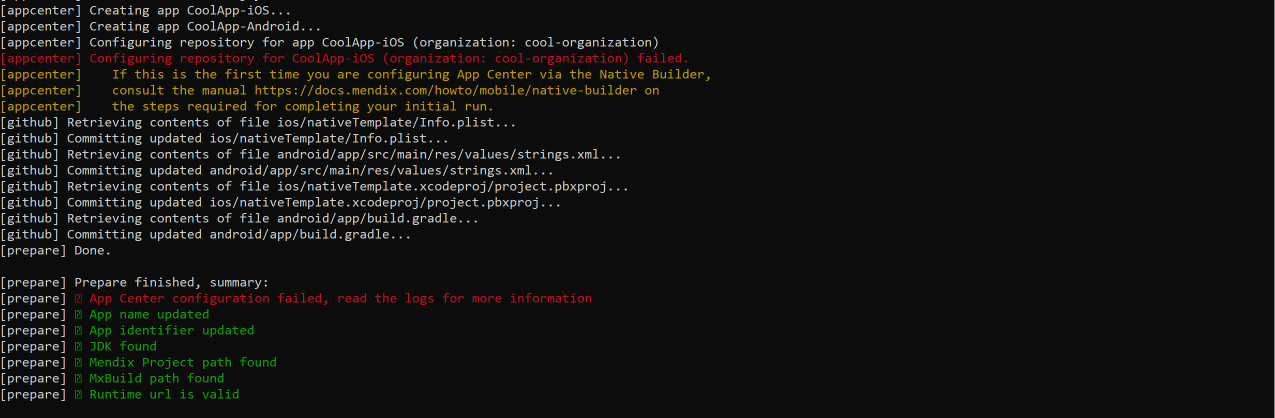 [appcenter] Creating app CoolApp-iOS...
[appcenter] Creating app CoolApp-Android...
[appcenter] Configuring repository for app CoolApp-iOS (organization: cool-organization)
[appcenter] Configuring repository for CoolApp-iOS (organization: cool-organization) failed.
[appcenter]    If this is the first time you are configuring App Center via the Native Builder,
[appcenter]    consult the manual https://docs.mendix.com/howto/mobile/native-builder on
[appcenter]    the steps required for completing your initial run.
[github] Retrieving contents of file ios/nativeTemplate/Info.plist...
[github] Committing updated ios/nativeTemplate/Info.plist...
[github] Retrieving contents of file android/app/src/main/res/values/strings.xml...
[github] Committing updated android/app/src/main/res/values/strings.xml...
[github] Retrieving contents of file ios/nativeTemplate.xcodeproj/project.pbxproj...
[github] Committing updated ios/nativeTemplate.xcodeproj/project.pbxproj...
[github] Retrieving contents of file android/app/build.gradle...
[github] Committing updated android/app/build.gradle...
[prepare] Done.
[prepare] Prepare finished, summary:
[prepare] ⍰ App Center configuration failed, read the logs for more information
[prepare] ⍰ App name updated
[prepare] ⍰ App identifier updated
[prepare] ⍰ JDK found
[prepare] ⍰ Mendix Project path found
[prepare] ⍰ MxBuild path found
[prepare] ⍰ Runtime url is valid